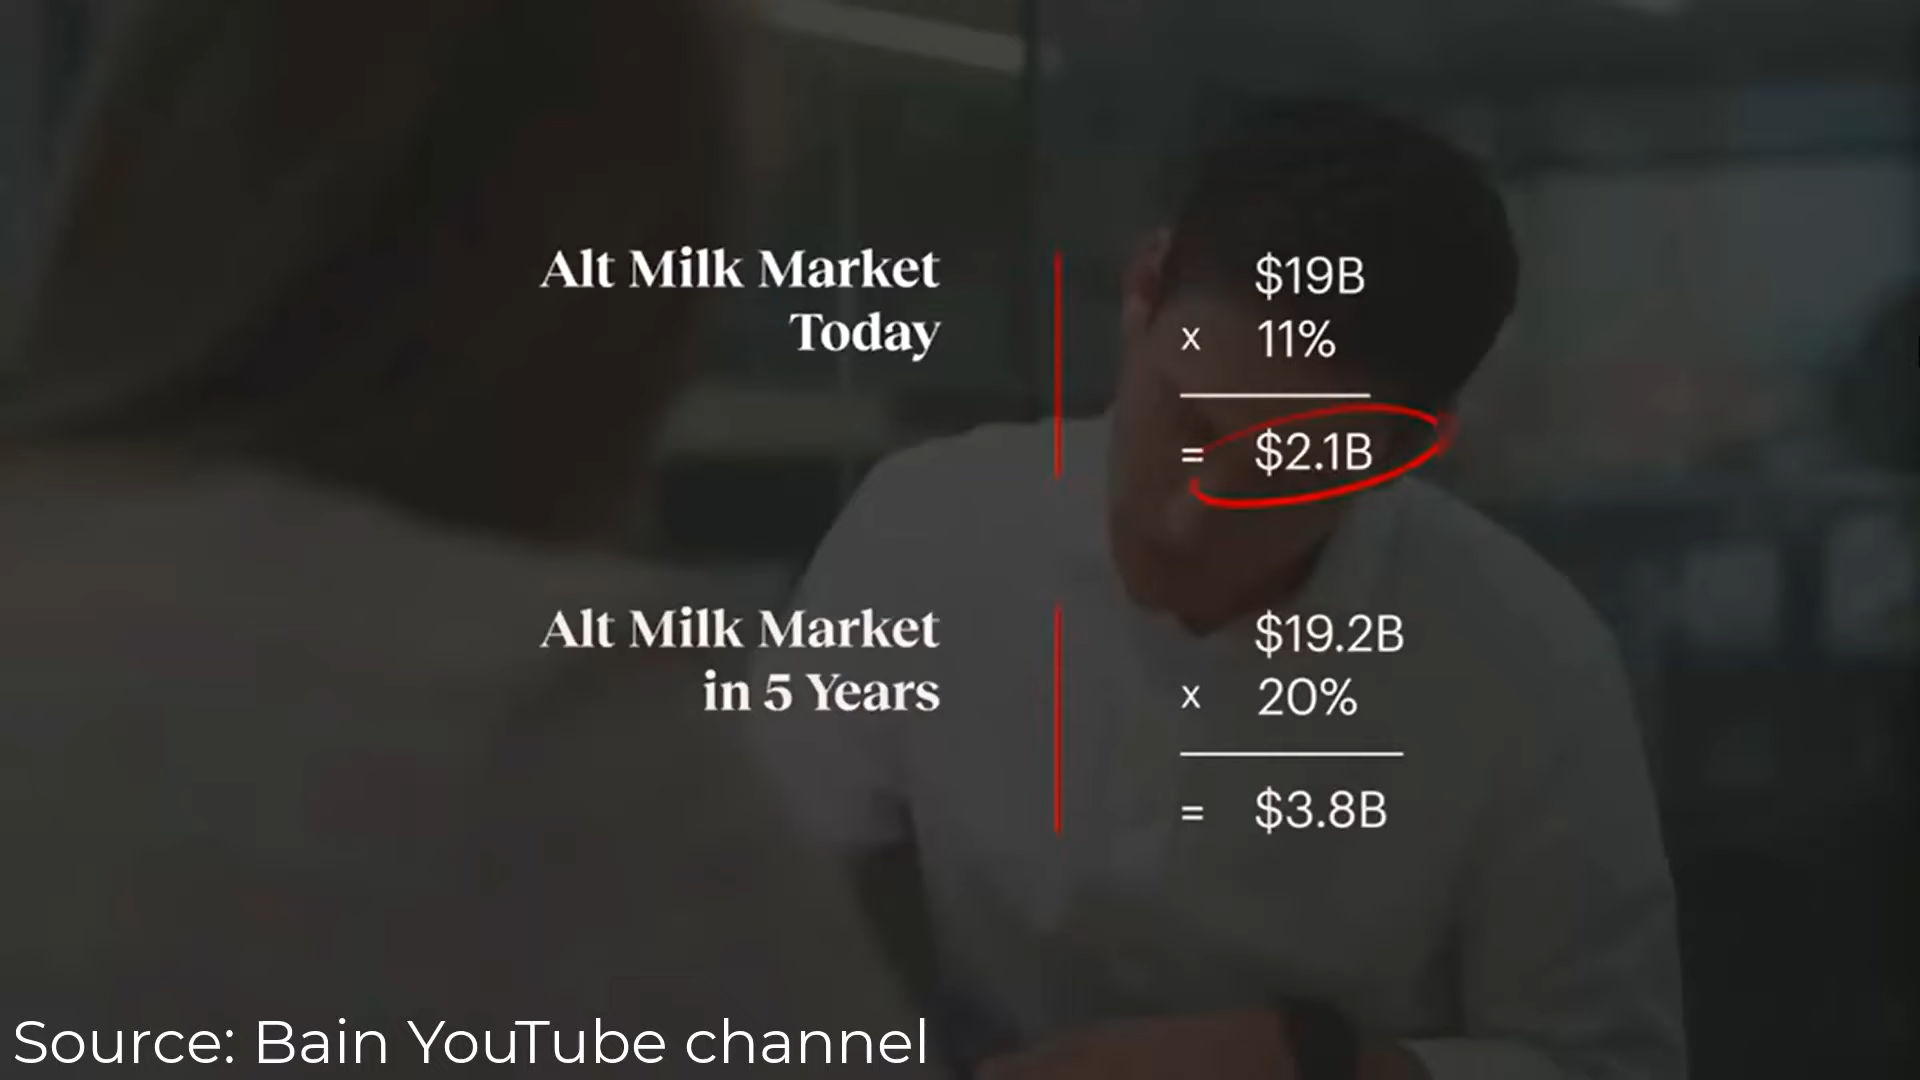 Alt Milk Market
Today
$19B
x 11%
= $2.1B
Alt Milk Market
in 5 Years
$19.2B
x 20%
= $3.8B
Source: Bain YouTube channel